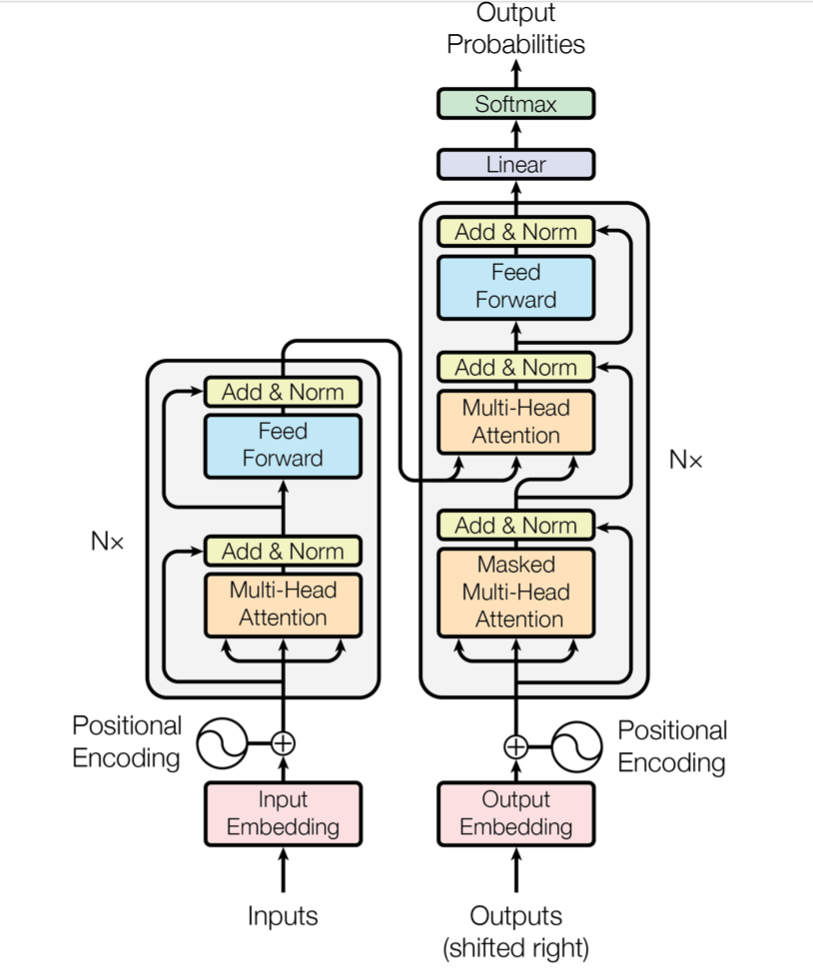 Output
Probabilities
Softmax
Linear
Add & Norm
Feed
Forward
Add & Norm
Multi-Head
Attention
Nx
Add & Norm
Masked
Multi-Head
Attention
Add & Norm
Feed
Forward
Nx
Add & Norm
Multi-Head
Attention
Positional
Encoding
Positional
Encoding
Input
Embedding
Output
Embedding
Inputs
Outputs
(shifted right)